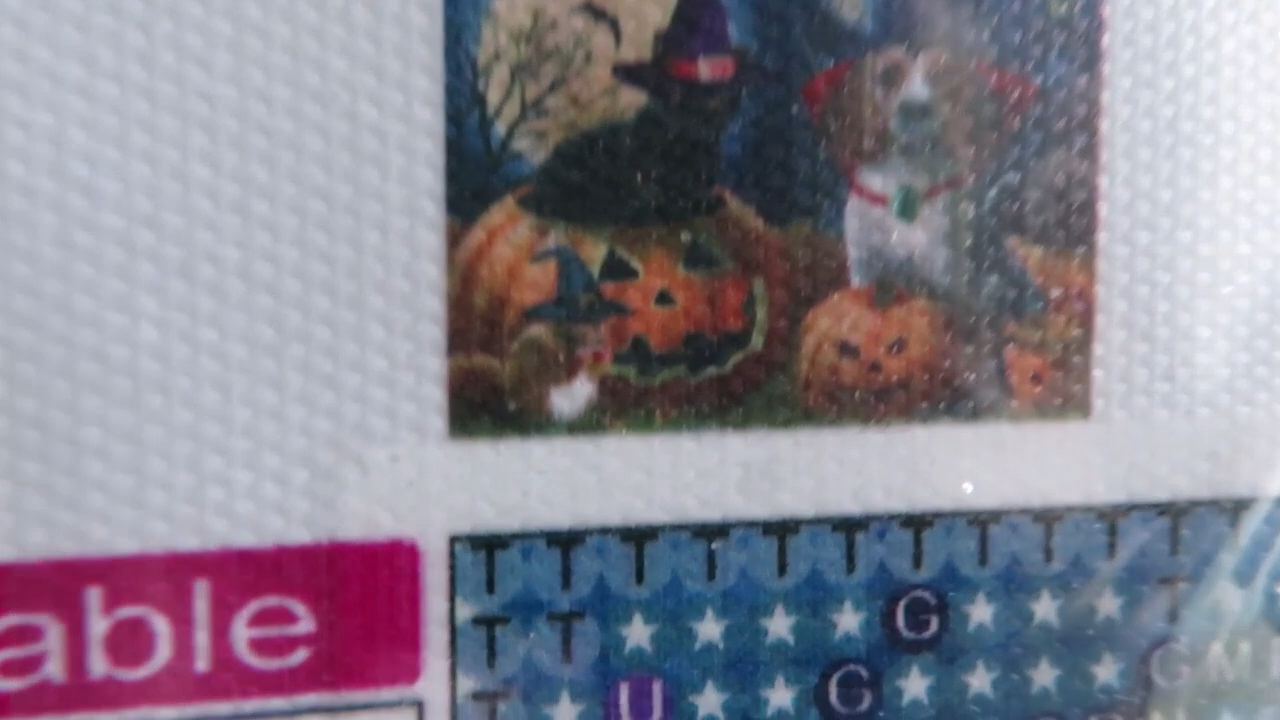 able
T T T T T T T T T T T
T T ★ ★ ★ ★ G ★ ★ ★ T
T ★ U ★ ★ G ★ ★ ★ ★ G M